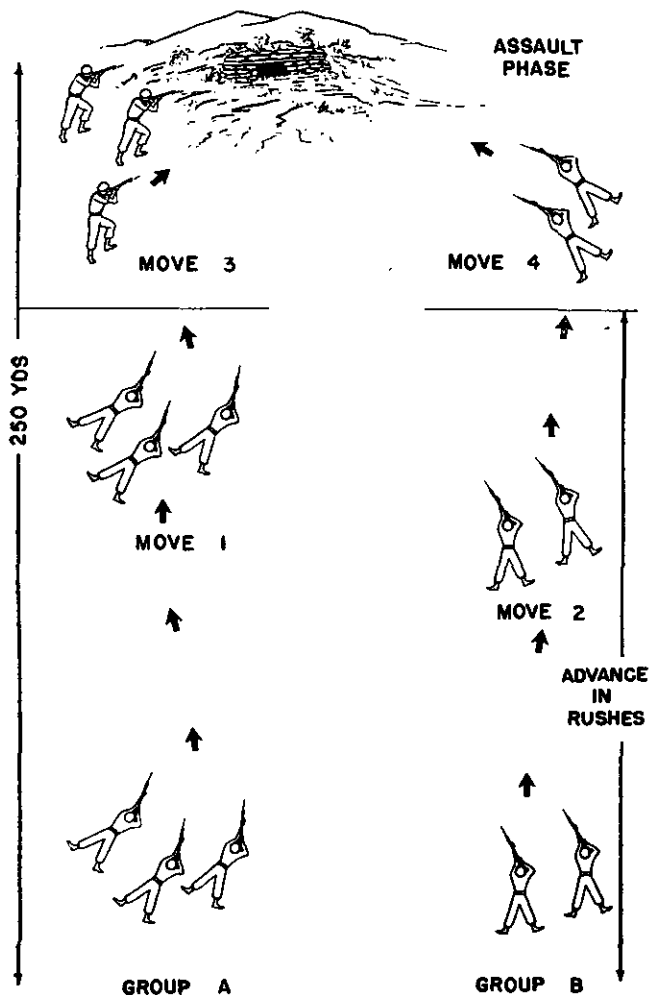 ASSAULT
PHASE
MOVE 3
MOVE 4
250 YDS
MOVE 1
MOVE 2
ADVANCE
IN
RUSHES
GROUP A
GROUP B